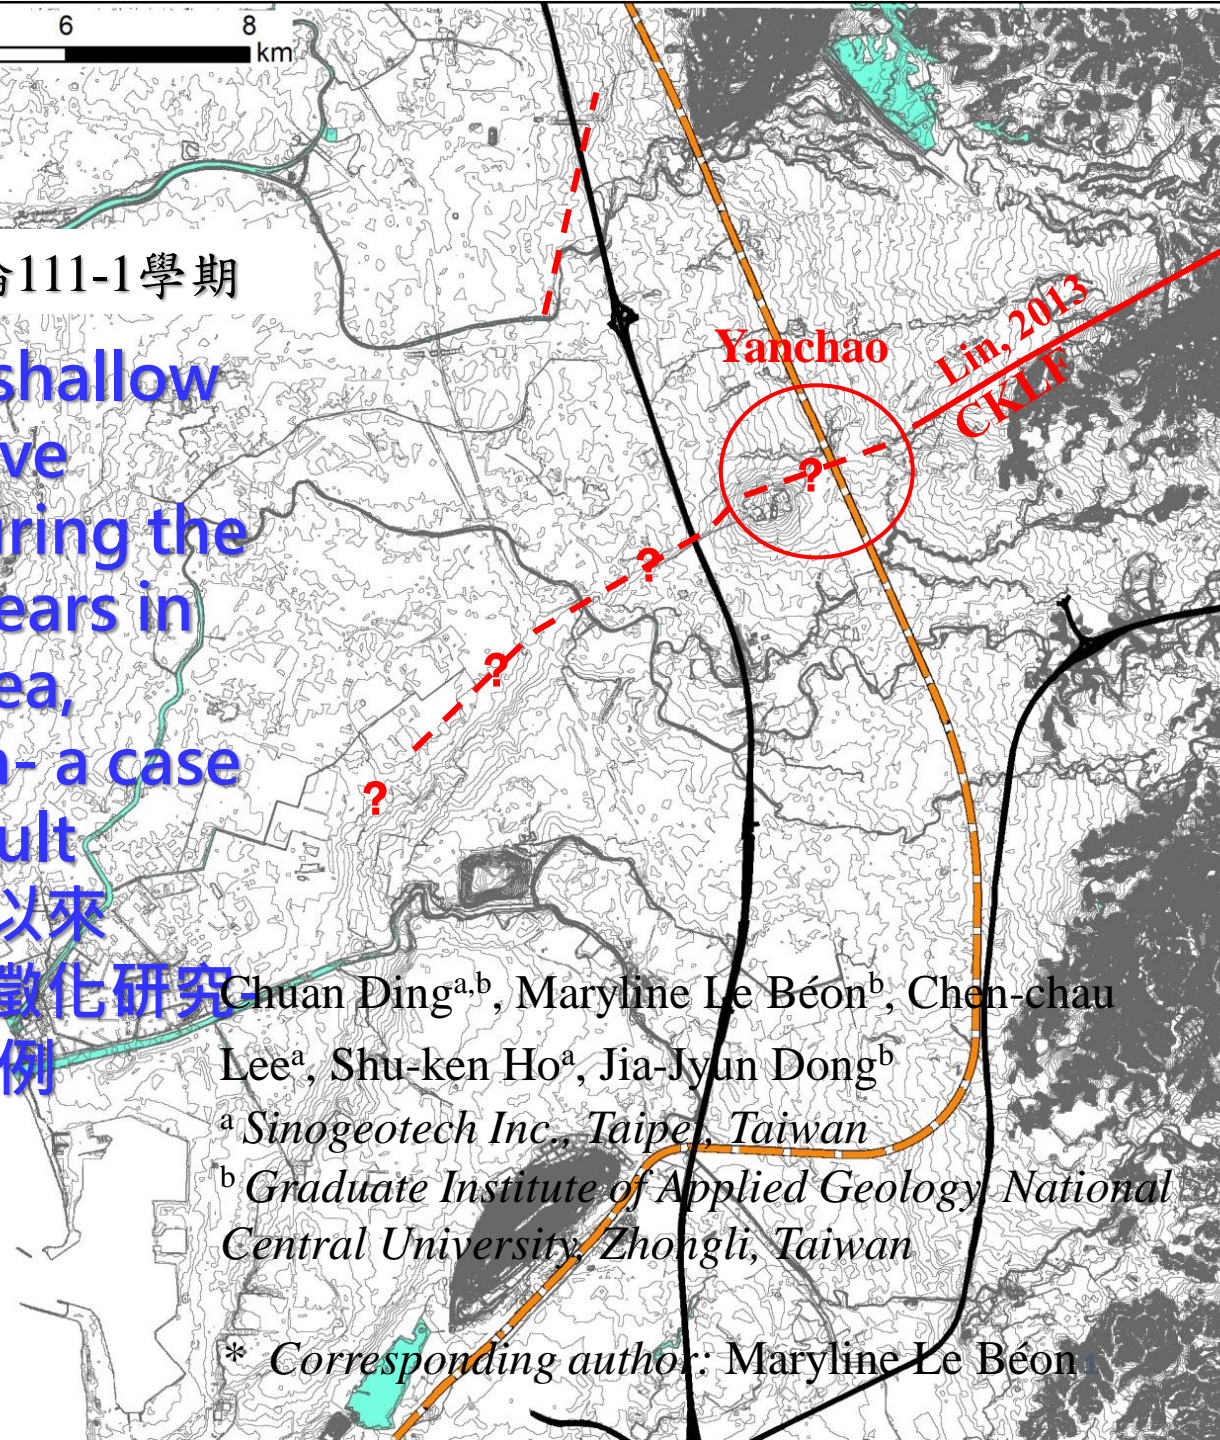 6 8
km
111-1學期
Yanchao
Lin, 2013
CKLF
shallow
ve
uring the
ears in
ea,
n- a case
ult
以來
徵化研究-
例
?
?
?
?
Chuan Dingᵃ,ᵇ, Maryline Le Béonᵇ, Chen-chau
Leeᵃ, Shu-ken Hoᵃ, Jia-Jyun Dongᵇ
ᵃ Sinogeotech Inc., Taipei, Taiwan
ᵇ Graduate Institute of Applied Geology, National
Central University, Zhongli, Taiwan
* Corresponding author: Maryline Le Béon
1